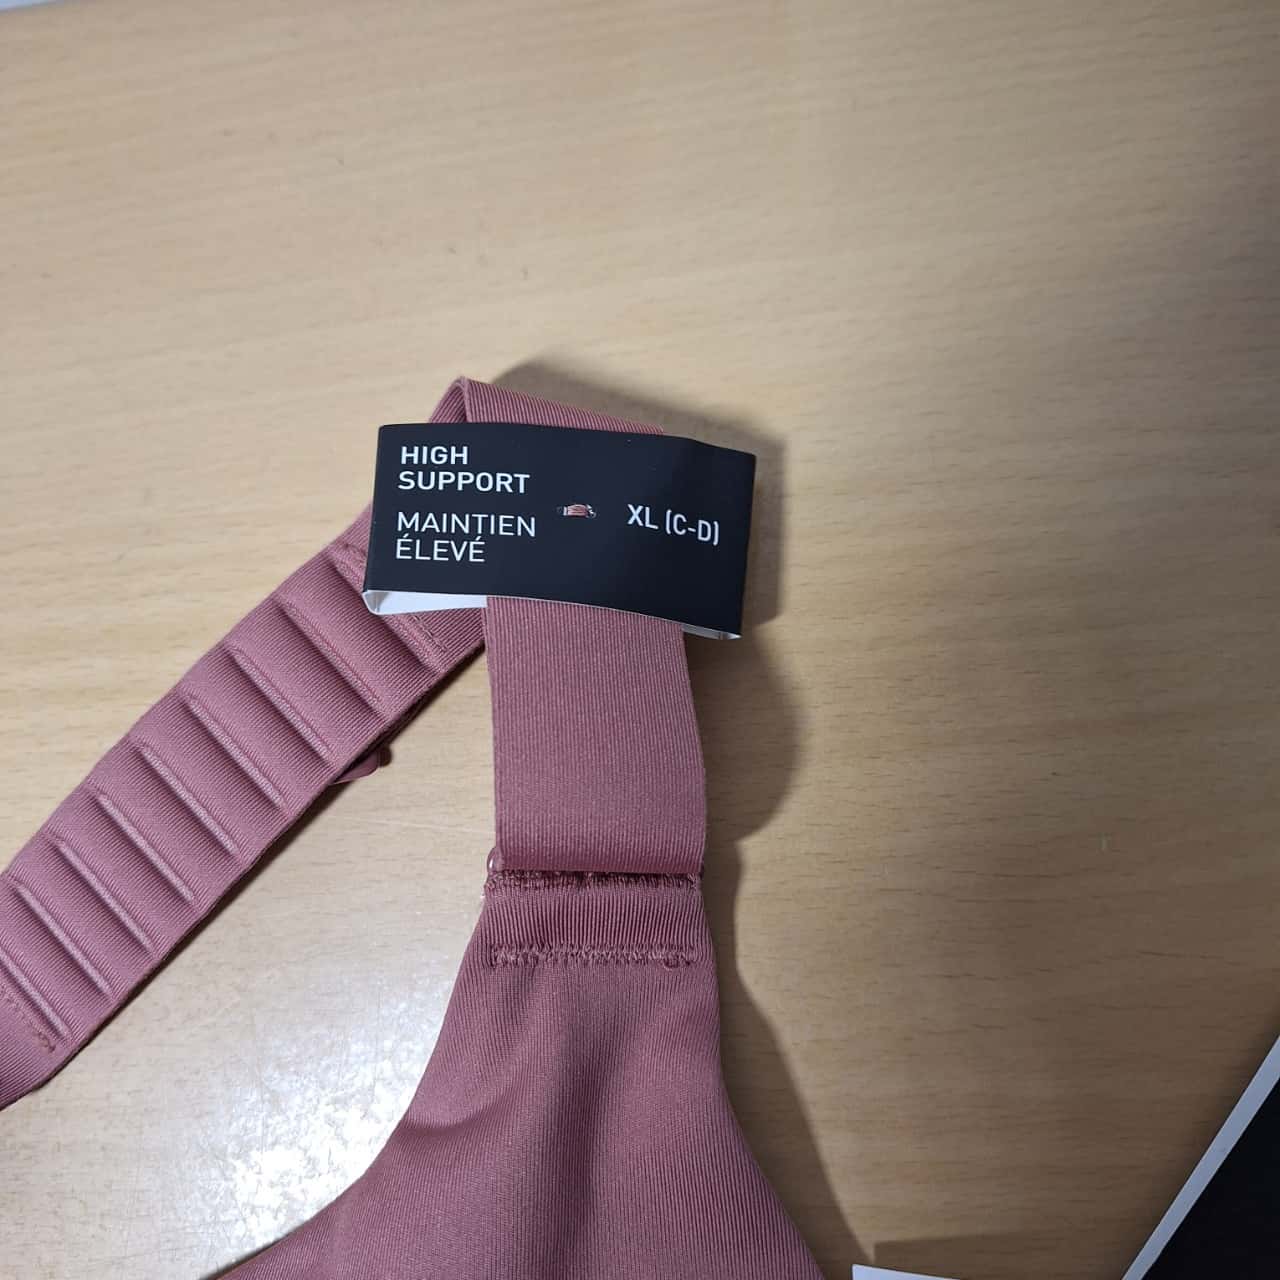 HIGH
SUPPORT
MAINTIEN
ÉLEVÉ
XL (C-D)